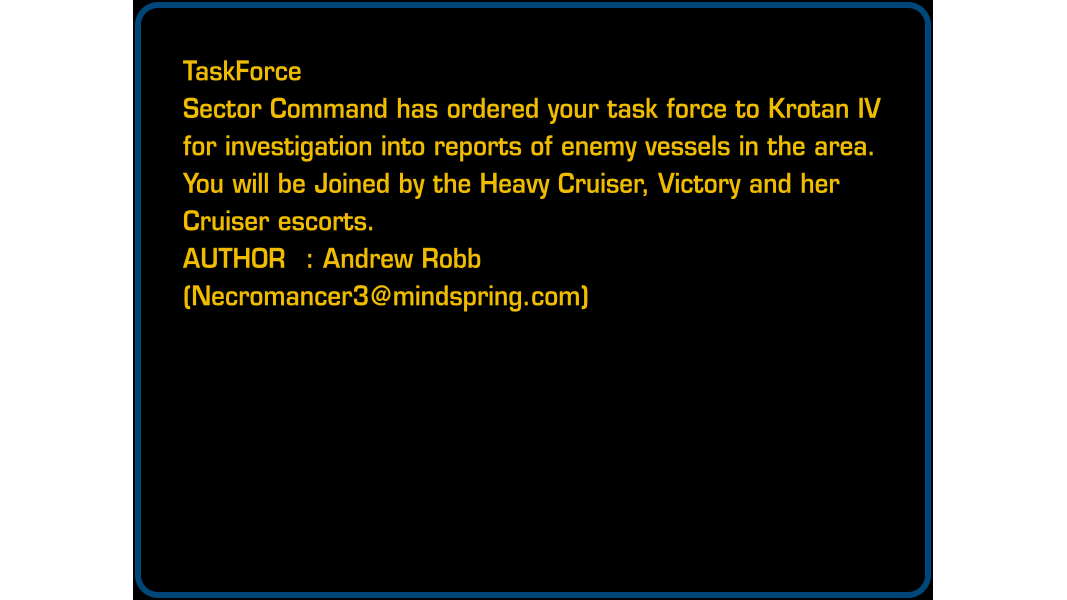 TaskForce
Sector Command has ordered your task force to Krotan IV
for investigation into reports of enemy vessels in the area.
You will be Joined by the Heavy Cruiser, Victory and her
Cruiser escorts.
AUTHOR  : Andrew Robb
(Necromancer3@mindspring.com)